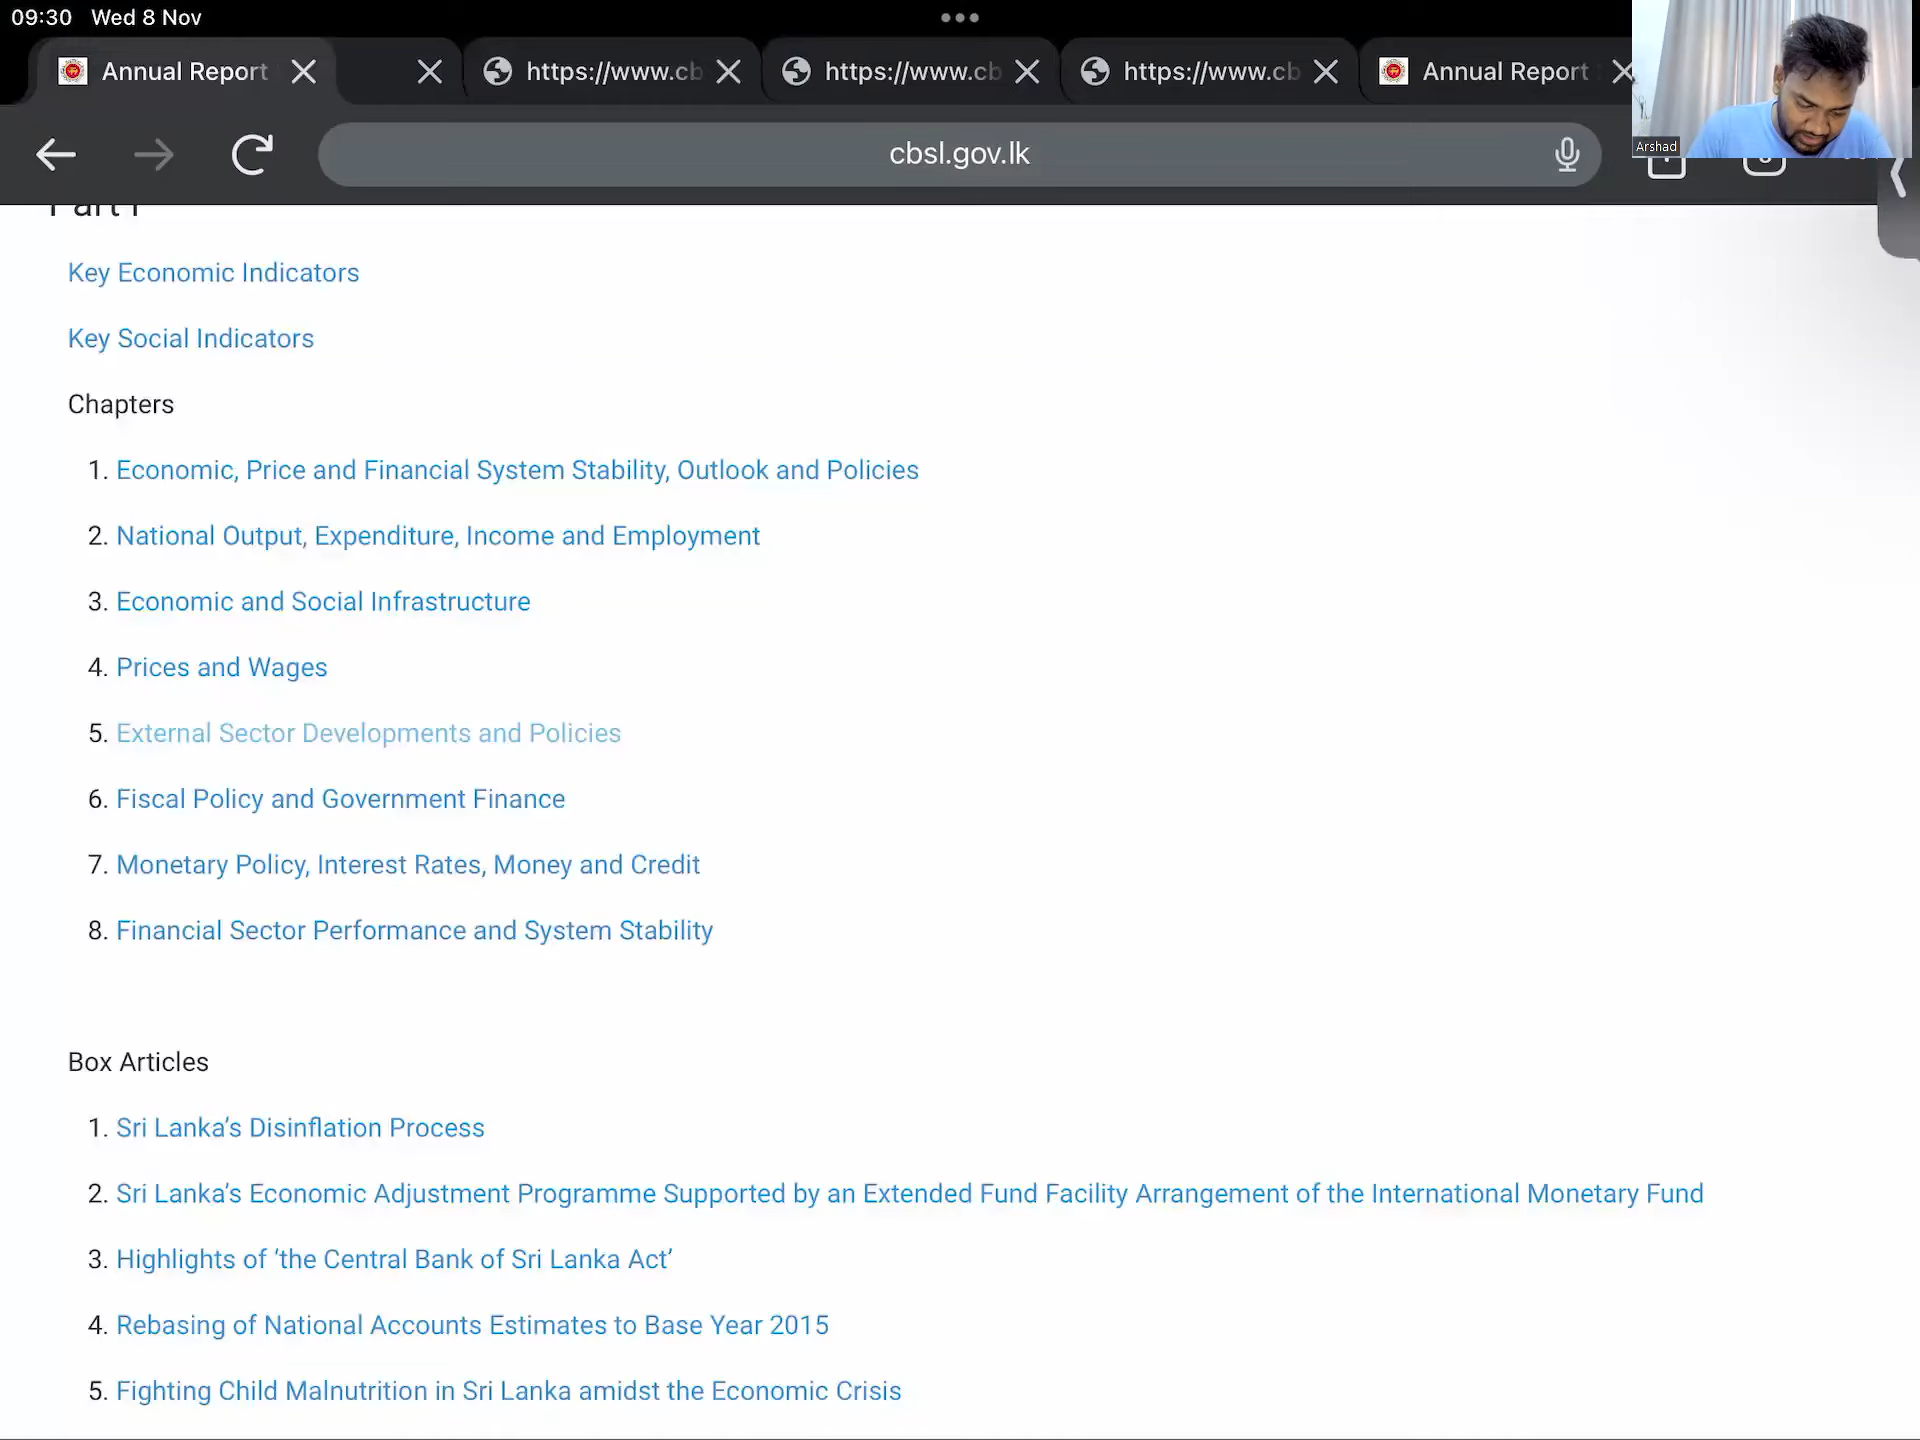 09:30 Wed 8 Nov
Annual Report
https://www.cb
https://www.cb
https://www.cb
Annual Report
cbsl.gov.lk
Arshad
Part I
Key Economic Indicators
Key Social Indicators
Chapters
1. Economic, Price and Financial System Stability, Outlook and Policies
2. National Output, Expenditure, Income and Employment
3. Economic and Social Infrastructure
4. Prices and Wages
5. External Sector Developments and Policies
6. Fiscal Policy and Government Finance
7. Monetary Policy, Interest Rates, Money and Credit
8. Financial Sector Performance and System Stability
Box Articles
1. Sri Lanka’s Disinflation Process
2. Sri Lanka’s Economic Adjustment Programme Supported by an Extended Fund Facility Arrangement of the International Monetary Fund
3. Highlights of ‘the Central Bank of Sri Lanka Act’
4. Rebasing of National Accounts Estimates to Base Year 2015
5. Fighting Child Malnutrition in Sri Lanka amidst the Economic Crisis